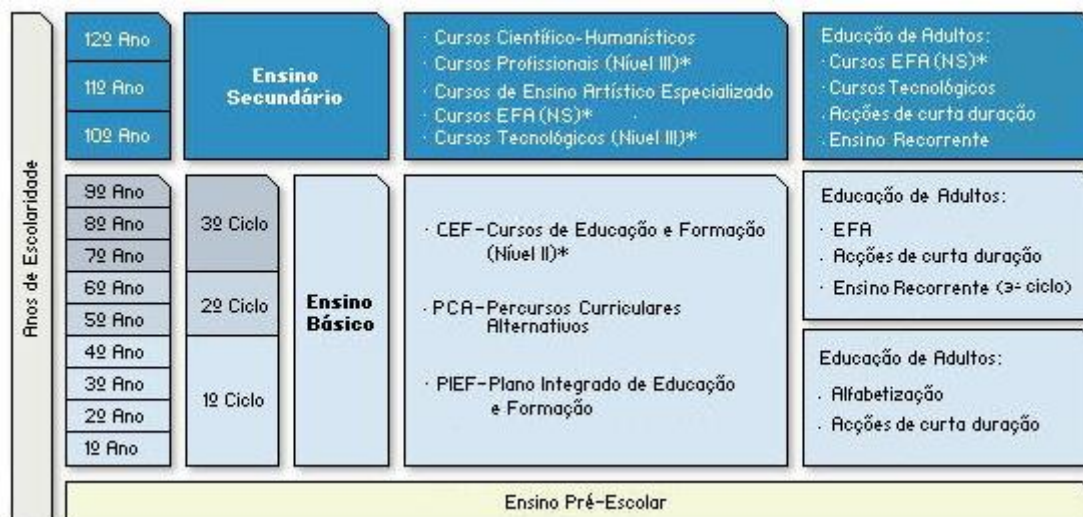 Anos de Escolaridade
12º Ano
11º Ano
10º Ano
Ensino
Secundário
· Cursos Científico-Humanísticos
· Cursos Profissionais (Nível III)*
· Cursos de Ensino Artístico Especializado
· Cursos EFA (NS)*
· Cursos Tecnológicos (Nível III)*
Educção de Adultos:
· Cursos EFA (NS)*
· Cursos Tecnológicos
. Acções de curta duração
. Ensino Recorrente
9º Ano
8º Ano
7º Ano
6º Ano
5º Ano
4º Ano
3º Ano
2º Ano
1º Ano
3º Ciclo
2º Ciclo
1º Ciclo
Ensino
Básico
· CEF-Cursos de Educação e Formação
(Nível II)*
· PCA-Percursos Curriculares
Alternativos
· PIEF-Plano Integrado de Educação
e Formação
Educação de Adultos:
· EFA
. Acções de curta duração
· Ensino Recorrente (3º ciclo)
Educação de Adultos:
· Alfabetização
. Acções de curta duração
Ensino Pré-Escolar